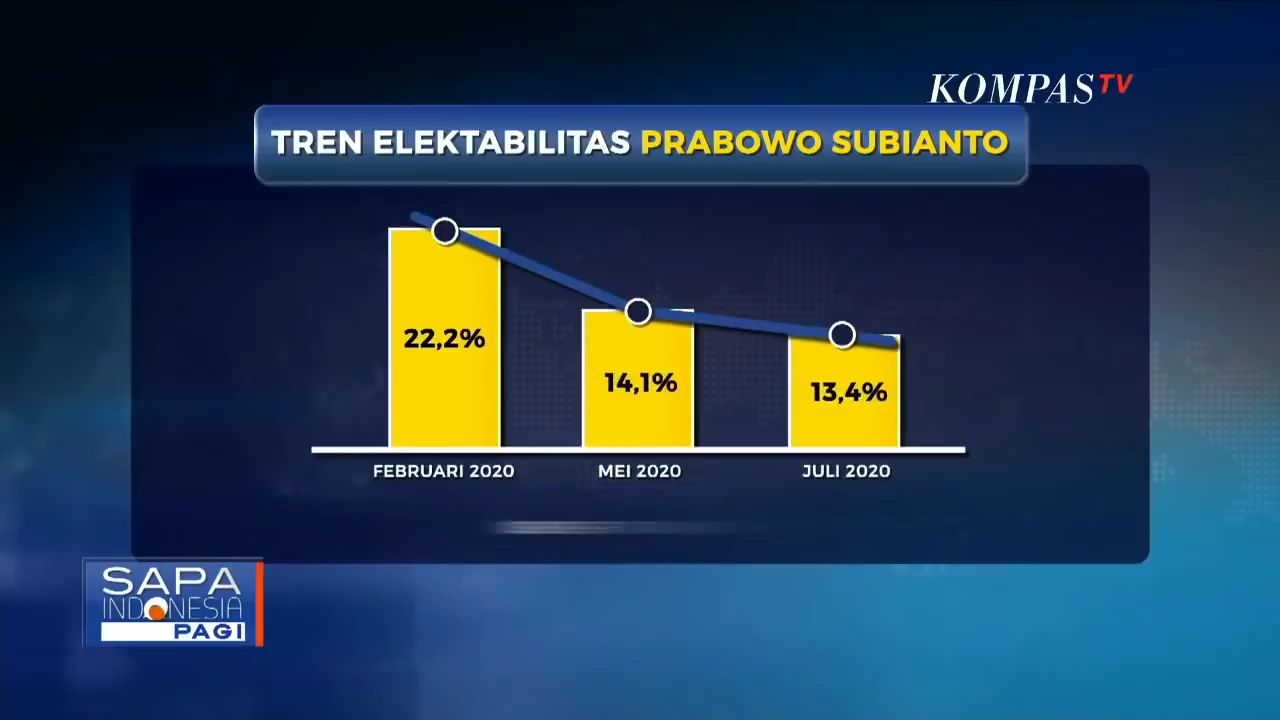 KOMPAS TV
TREN ELEKTABILITAS PRABOWO SUBIANTO
22,2%
14,1%
13,4%
FEBRUARI 2020
MEI 2020
JULI 2020
SAPA
INDONESIA
PAGI